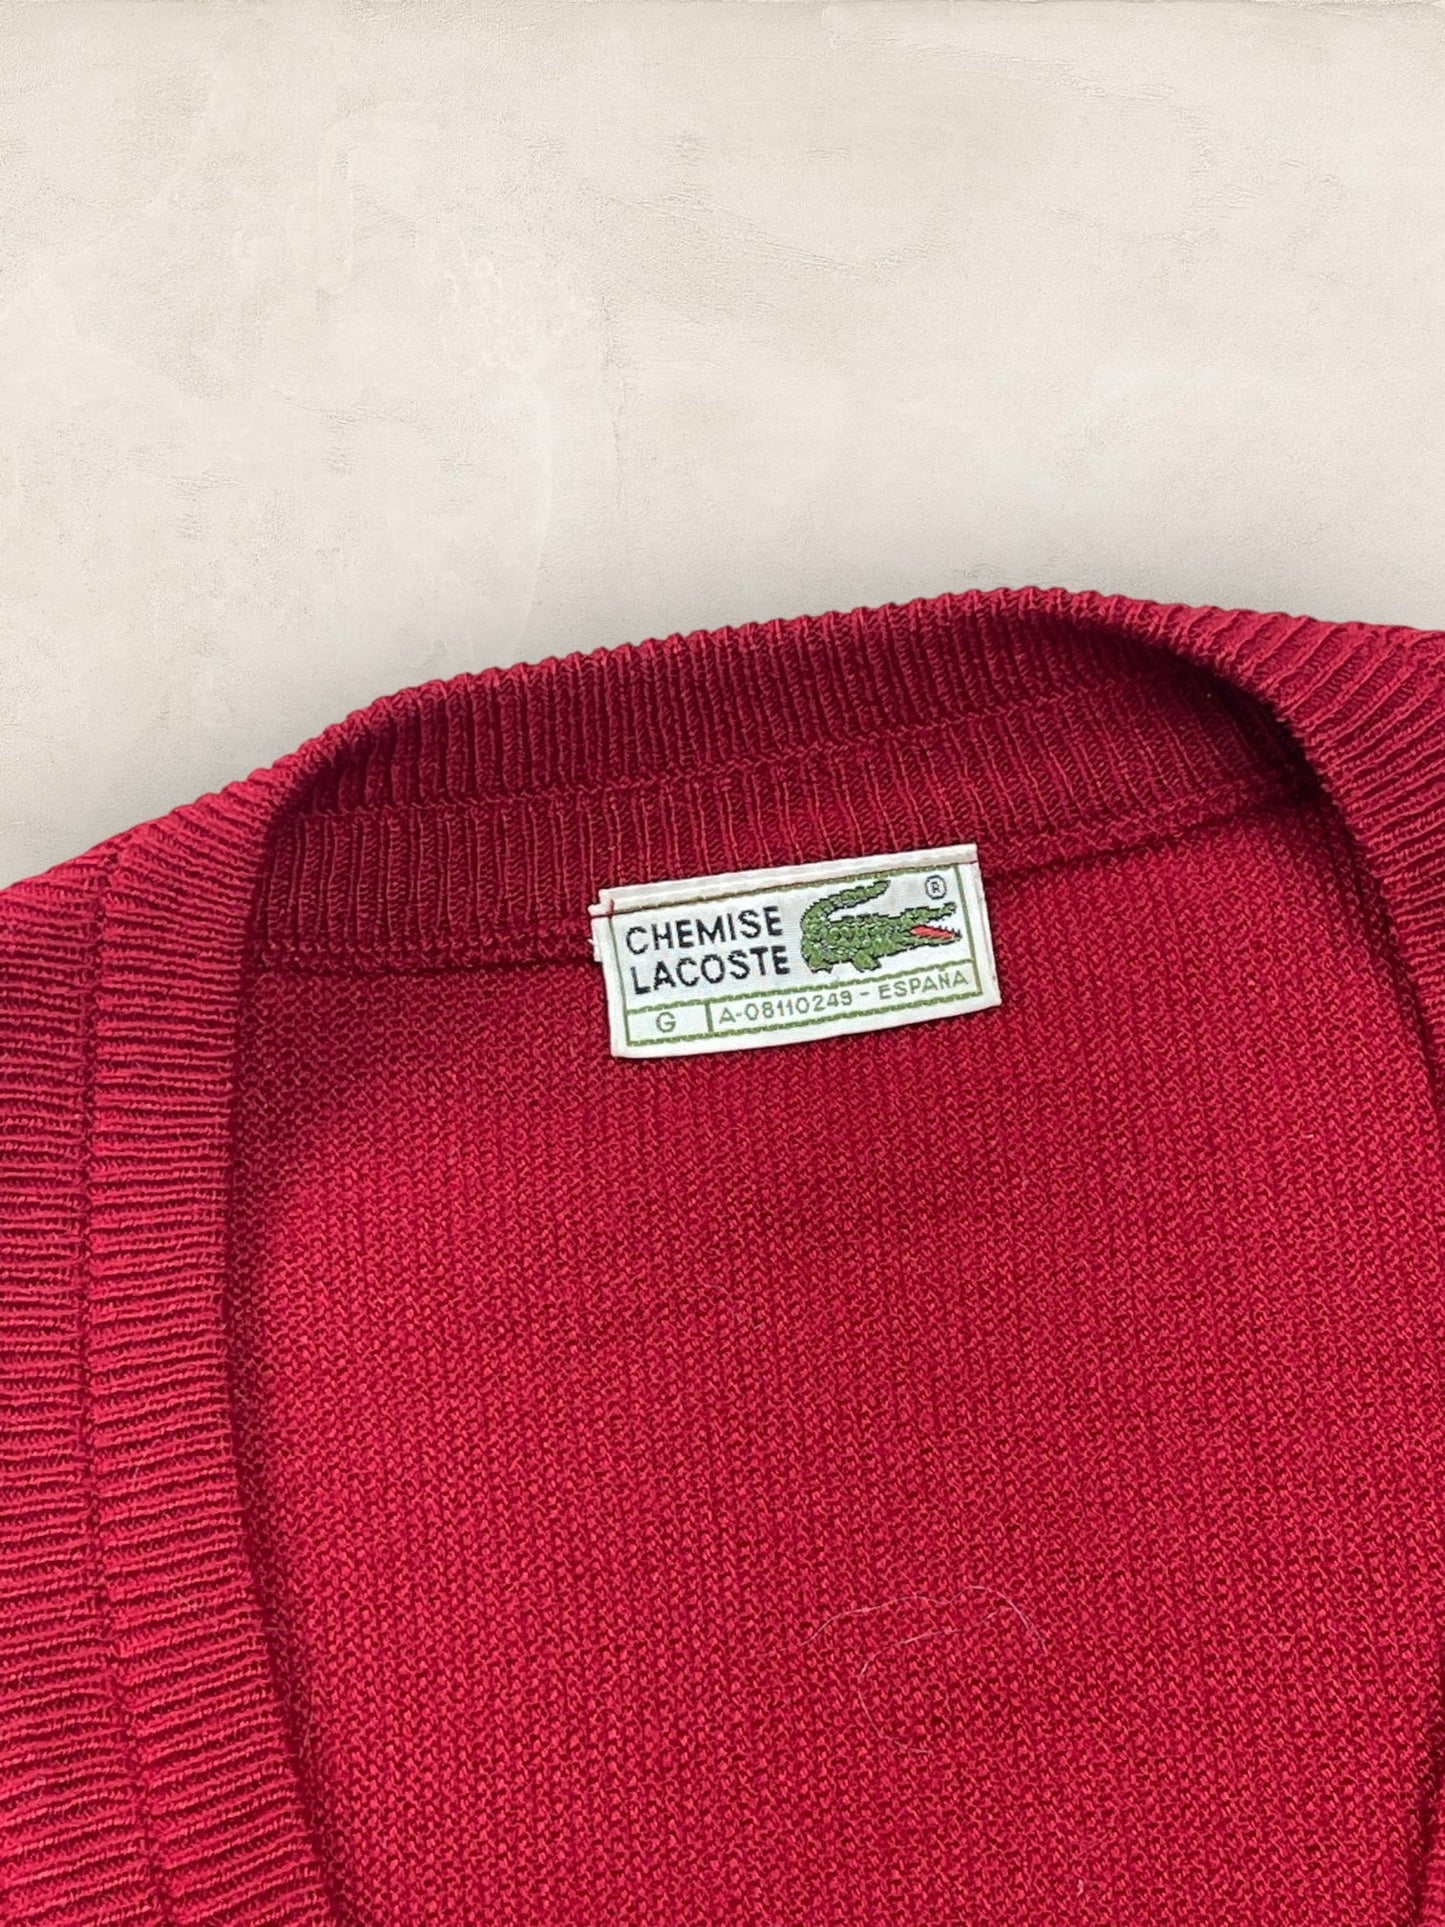 CHEMISE
LACOSTE ®
G A-08110249 - ESPAÑA